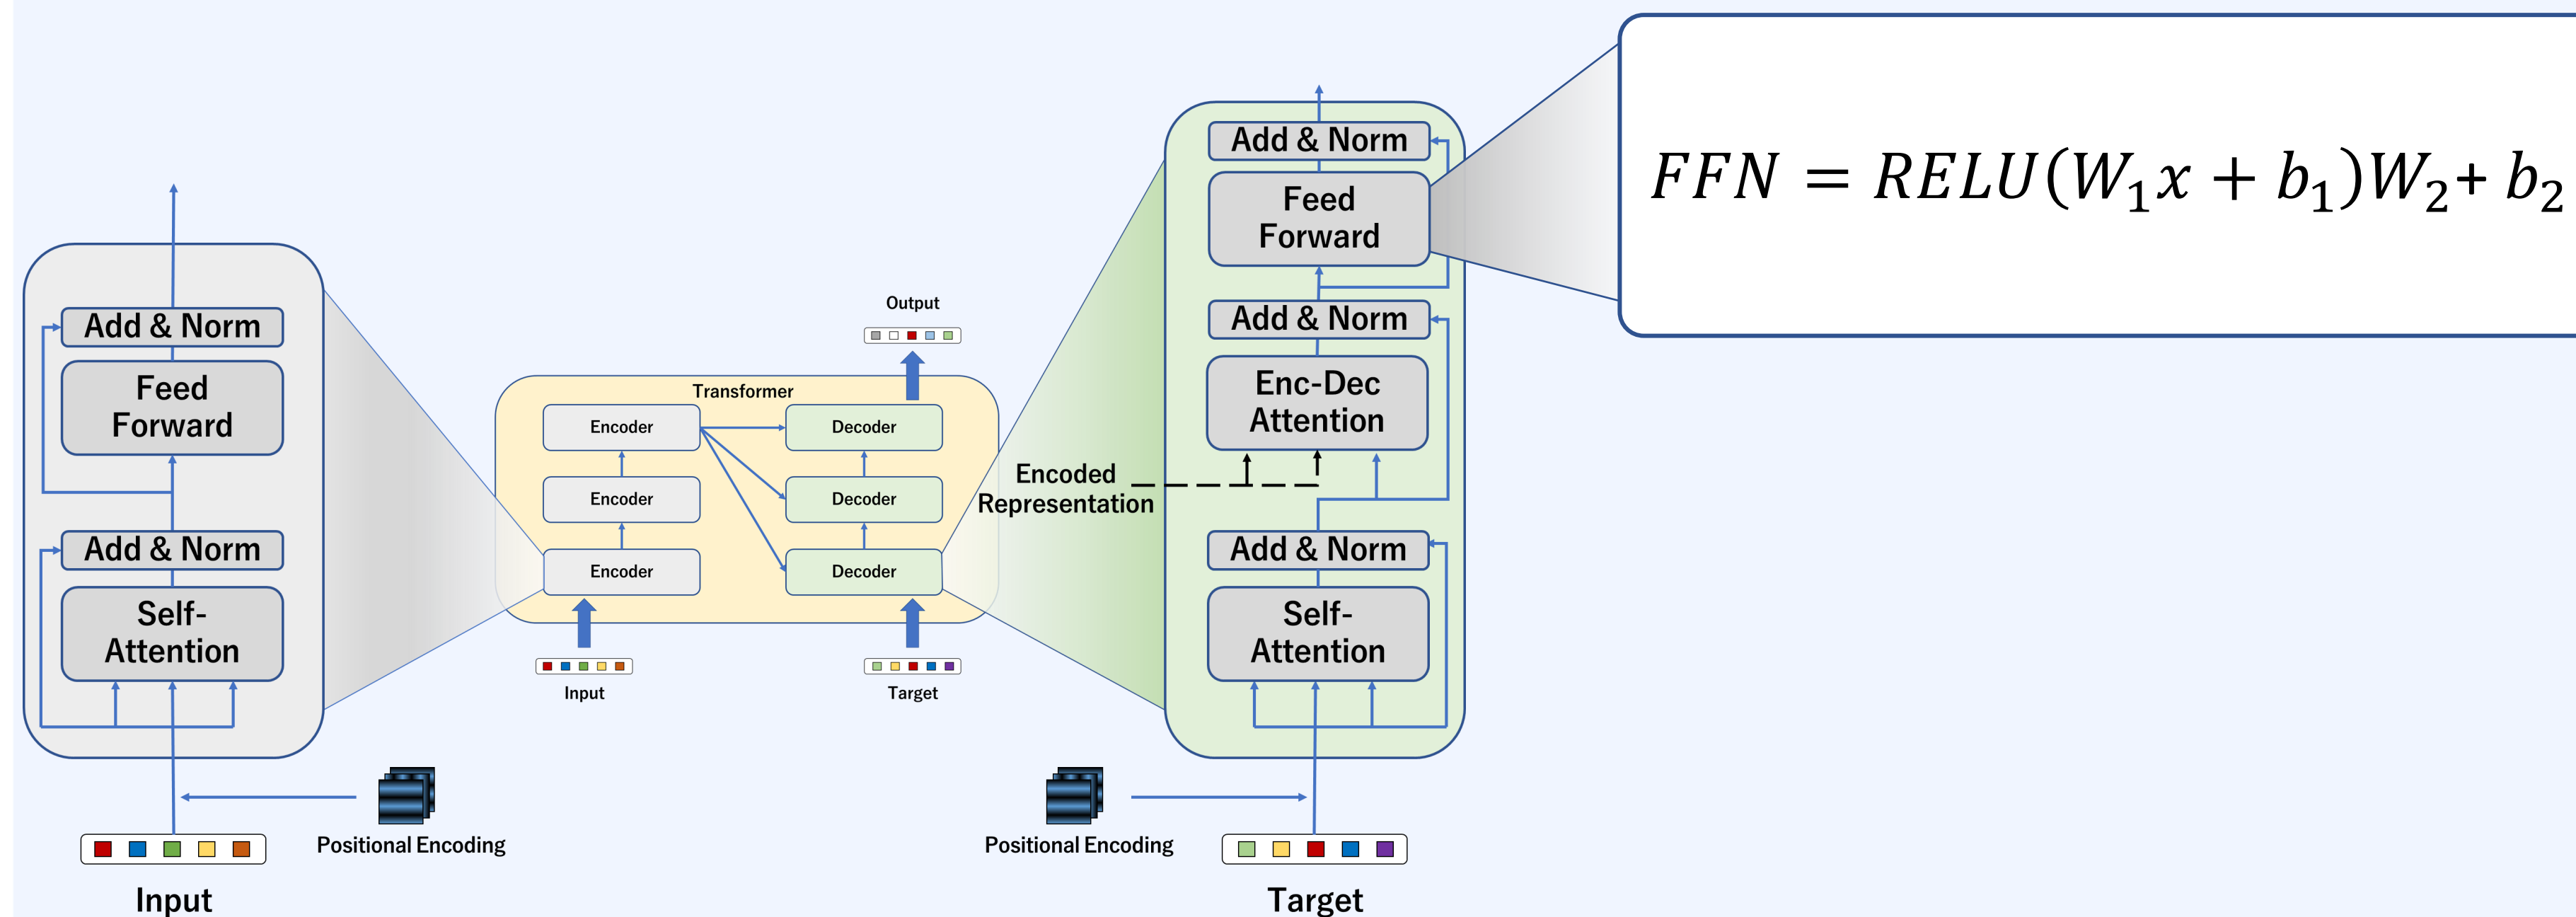 Add & Norm
Feed
Forward
Add & Norm
Self-
Attention
Positional Encoding
Input
Output
Transformer
Encoder
Decoder
Encoder
Decoder
Encoder
Decoder
Input
Target
Add & Norm
Feed
Forward
Add & Norm
Enc-Dec
Attention
Encoded
Representation
Add & Norm
Self-
Attention
Positional Encoding
Target
FFN = RELU(W₁x + b₁)W₂+ b₂